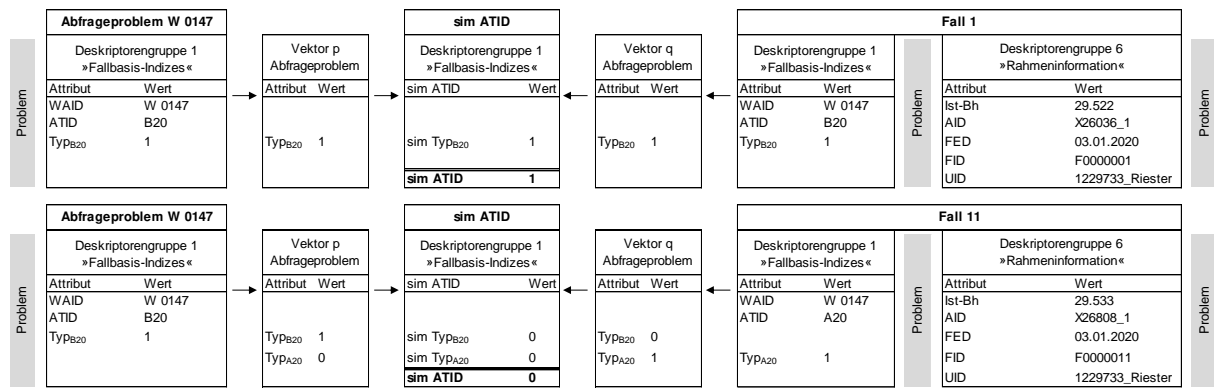 Abfrageproblem W 0147 sim ATID Fall 1
Problem
Deskriptorengruppe 1 Vektor p Deskriptorengruppe 1 Vektor q Deskriptorengruppe 1 Deskriptorengruppe 6
»Fallbasis-Indizes« Abfrageproblem »Fallbasis-Indizes« Abfrageproblem »Fallbasis-Indizes« »Rahmeninformation«
Attribut Wert Attribut Wert sim ATID Wert Attribut Wert Attribut Wert Problem Attribut Wert Problem
WAID W 0147 WAID W 0147 Ist-Bh 29.522
ATID B20 ATID B20 AID X26036_1
TypB20 1 TypB20 1 sim TypB20 1 TypB20 1 TypB20 1 FED 03.01.2020
FID F0000001
sim ATID 1 UID 1229733_Riester
Abfrageproblem W 0147 sim ATID Fall 11
Problem
Deskriptorengruppe 1 Vektor p Deskriptorengruppe 1 Vektor q Deskriptorengruppe 1 Deskriptorengruppe 6
»Fallbasis-Indizes« Abfrageproblem »Fallbasis-Indizes« Abfrageproblem »Fallbasis-Indizes« »Rahmeninformation«
Attribut Wert Attribut Wert sim ATID Wert Attribut Wert Attribut Wert Problem Attribut Wert Problem
WAID W 0147 WAID W 0147 Ist-Bh 29.533
ATID B20 ATID A20 AID X26808_1
TypB20 1 TypB20 1 sim TypB20 0 TypB20 0 FED 03.01.2020
TypA20 0 sim TypA20 0 TypA20 1 TypA20 1 FID F0000011
sim ATID 0 UID 1229733_Riester